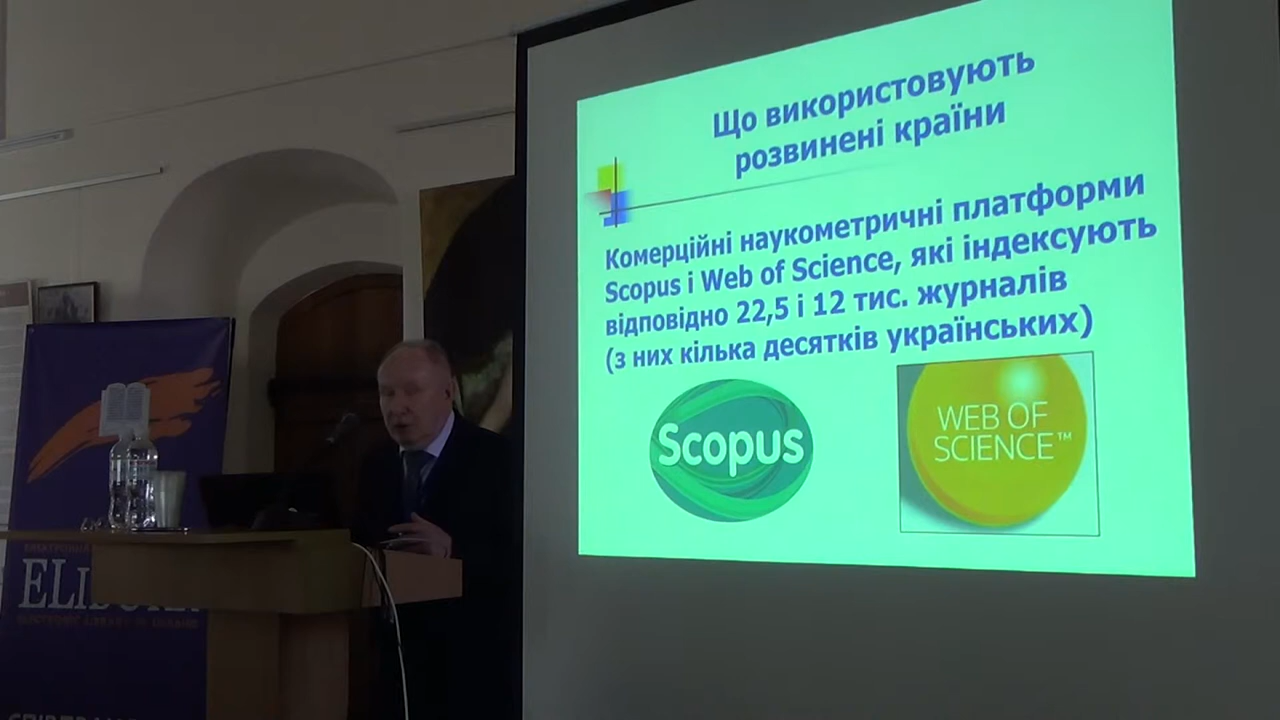 Що використовують
розвинені країни
Комерційні наукометричні платформи
Scopus і Web of Science, які індексують
відповідно 22,5 і 12 тис. журналів
(з них кілька десятків українських)
Scopus
WEB OF
SCIENCE™